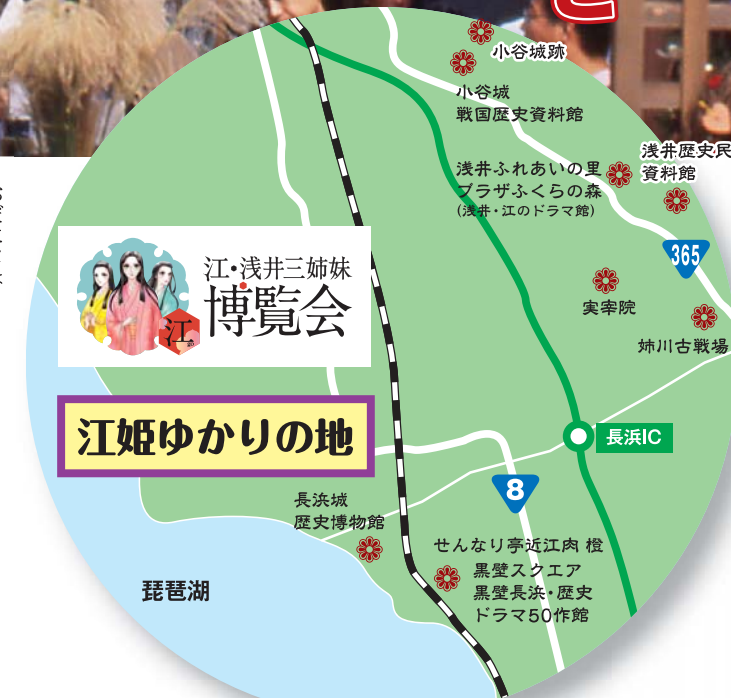 小谷城跡
小谷城
戦国歴史資料館
浅井歴史民
資料館
浅井ふれあいの里
プラザふくらの森
(浅井・江のドラマ館)
365
江・浅井三姉妹
博覧会
江
実宰院
姉川古戦場
江姫ゆかりの地
長浜IC
8
長浜城
歴史博物館
せんなり亭近江肉 橙
黒壁スクエア
黒壁長浜・歴史
ドラマ50作館
琵琶湖